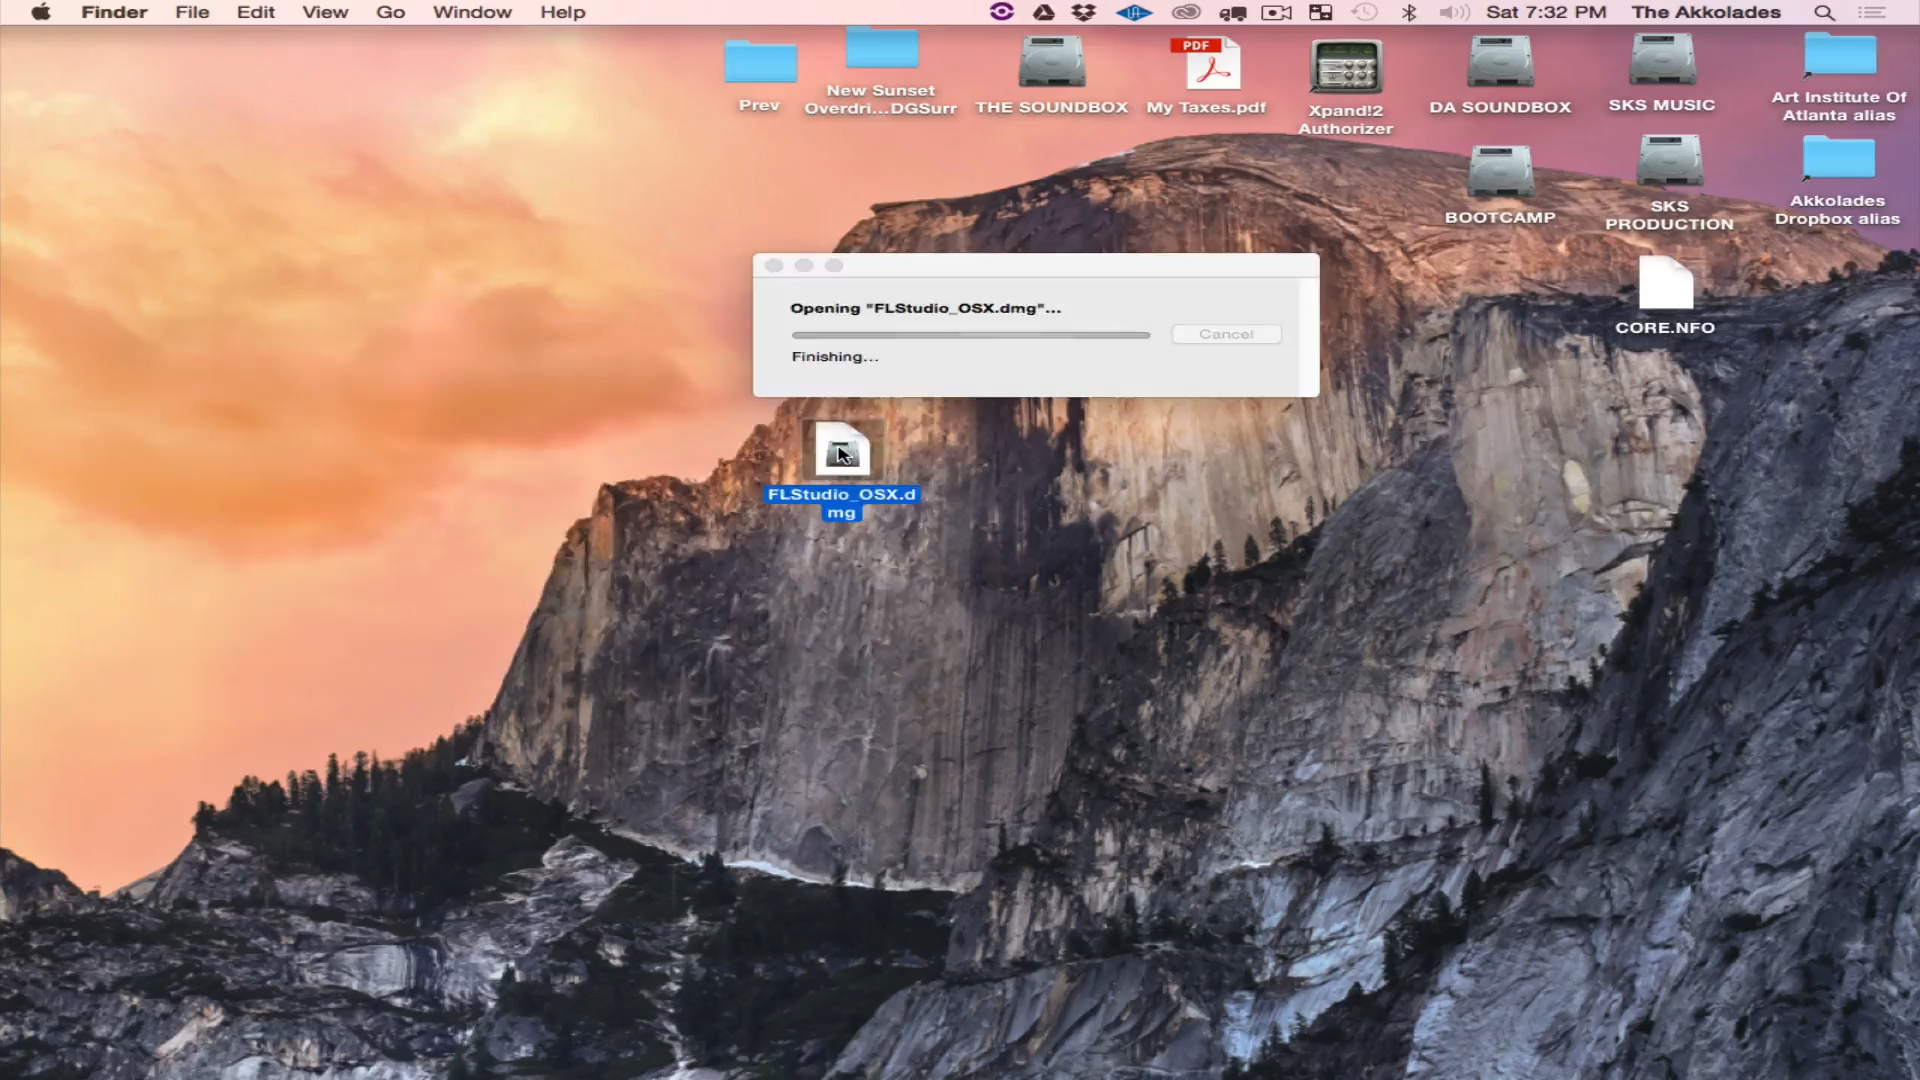 Finder File Edit View Go Window Help Sat 7:32 PM The Akkolades
Prev
New Sunset
Overdri...DGSurr
THE SOUNDBOX
PDF
My Taxes.pdf
Xpand!2
Authorizer
DA SOUNDBOX
SKS MUSIC
Art Institute Of
Atlanta alias
BOOTCAMP
SKS
PRODUCTION
Akkolades
Dropbox alias
CORE.NFO
Opening "FLStudio_OSX.dmg"...
Cancel
Finishing...
FLStudio_OSX.d
mg